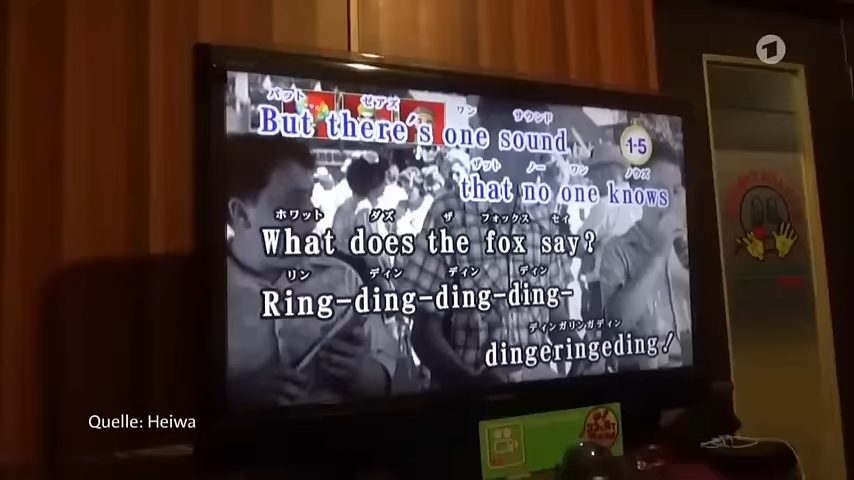 1
バット ゼアズ ワン サウンド
But there's one sound
1-5
ザット ノー ワン ノウズ
that no one knows
ホワット ダズ ザ フォックス セイ
What does the fox say?
リン ディン ディン ディン
Ring-ding-ding-ding-
ディンガリンガディン
dingeringeding!
Quelle: Heiwa